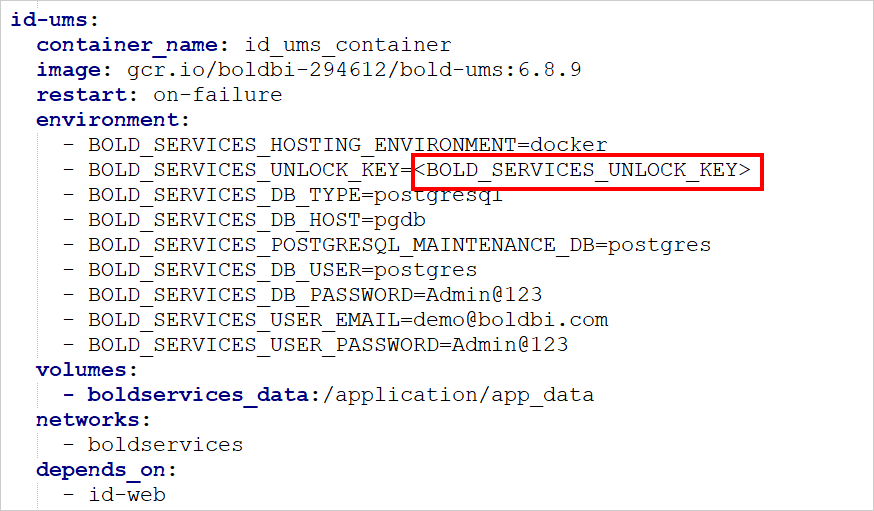 id-ums:
container_name: id_ums_container
image: gcr.io/boldbi-294612/bold-ums:6.8.9
restart: on-failure
environment:
- BOLD_SERVICES_HOSTING_ENVIRONMENT=docker
- BOLD_SERVICES_UNLOCK_KEY=<BOLD_SERVICES_UNLOCK_KEY>
- BOLD_SERVICES_DB_TYPE=postgresql
- BOLD_SERVICES_DB_HOST=pgdb
- BOLD_SERVICES_POSTGRESQL_MAINTENANCE_DB=postgres
- BOLD_SERVICES_DB_USER=postgres
- BOLD_SERVICES_DB_PASSWORD=Admin@123
- BOLD_SERVICES_USER_EMAIL=demo@boldbi.com
- BOLD_SERVICES_USER_PASSWORD=Admin@123
volumes:
- boldservices_data:/application/app_data
networks:
- boldservices
depends_on:
- id-web